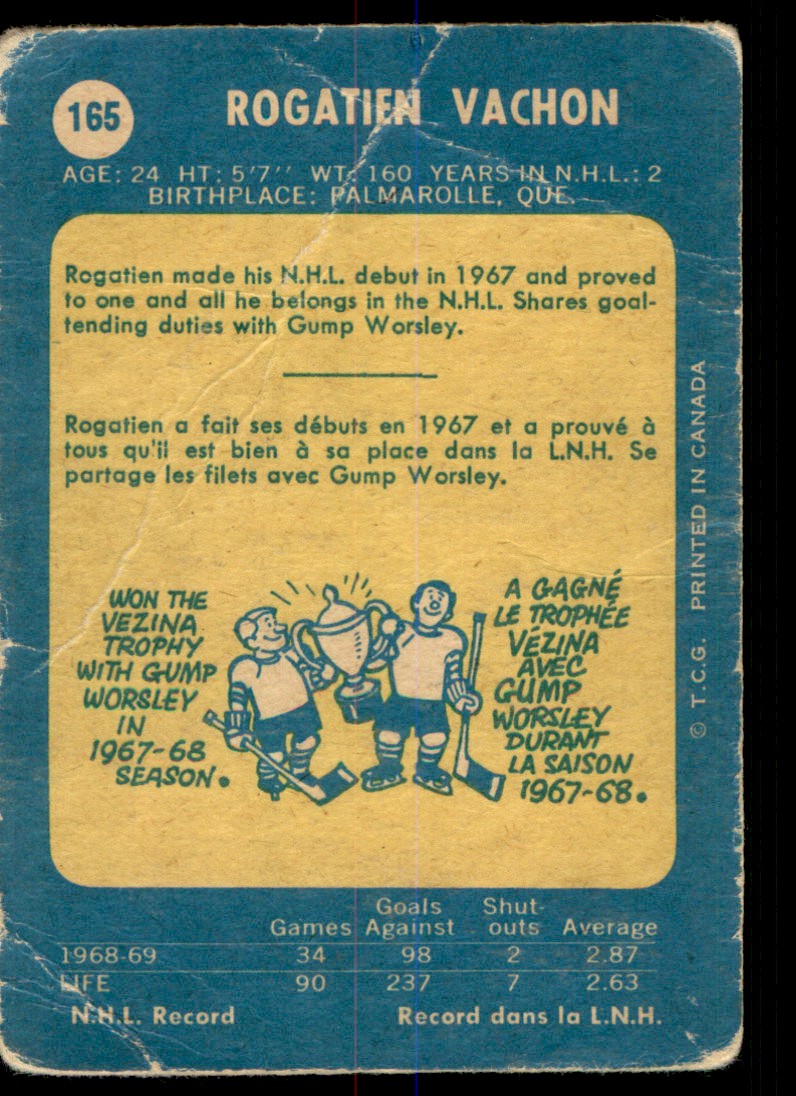 165
ROGATIEN VACHON
AGE: 24 HT: 5'7'' WT: 160 YEARS IN N.H.L.: 2
BIRTHPLACE: PALMAROLLE, QUE.
Rogatien made his N.H.L. debut in 1967 and proved
to one and all he belongs in the N.H.L. Shares goal-
tending duties with Gump Worsley.
Rogatien a fait ses débuts en 1967 et a prouvé à
tous qu'il est bien à sa place dans la L.N.H. Se
partage les filets avec Gump Worsley.
WON THE
VEZINA
TROPHY
WITH GUMP
WORSLEY
IN
1967-68
SEASON.
A GAGNÉ
LE TROPHÉE
VÉZINA
AVEC
GUMP
WORSLEY
DURANT
LA SAISON
1967-68.
© T.C.G. PRINTED IN CANADA
Goals Shut-
Games Against outs Average
1968-69 34 98 2 2.87
LIFE 90 237 7 2.63
N.H.L. Record Record dans la L.N.H.